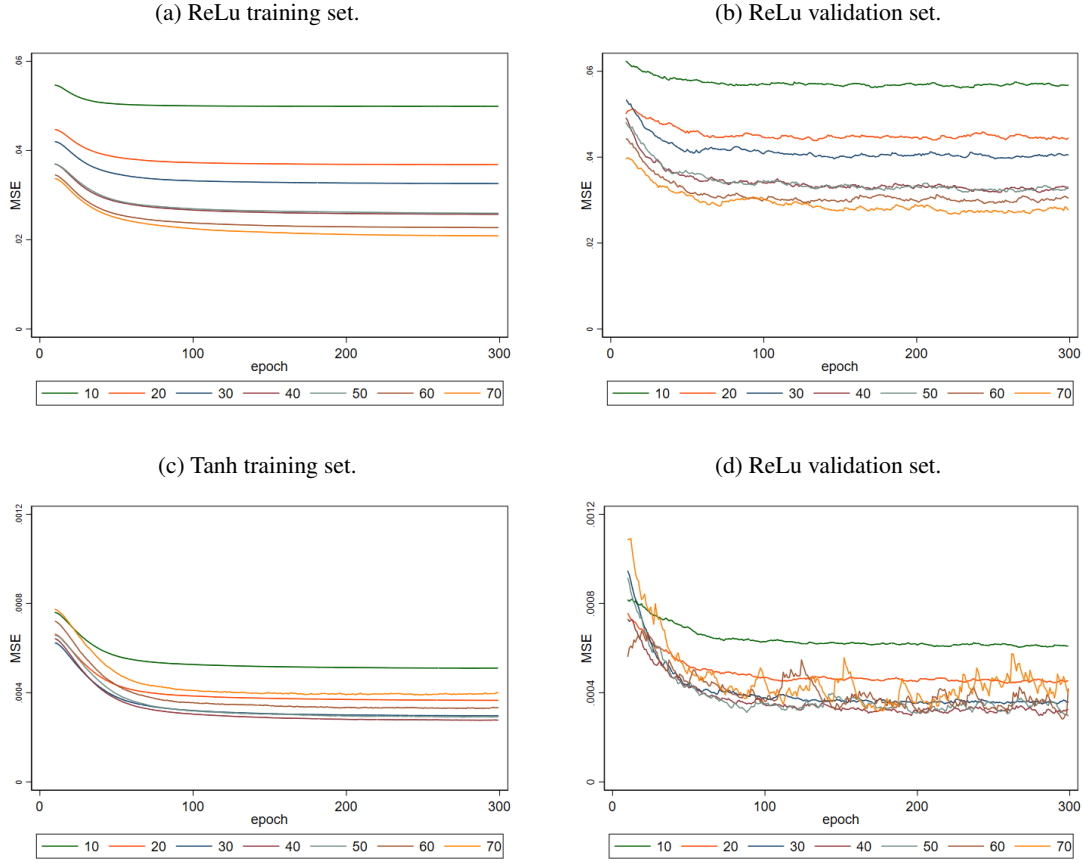 (a) ReLu training set.
.06
.04
.02
0
MSE
0 100 200 300
epoch
10 20 30 40 50 60 70
(b) ReLu validation set.
.06
.04
.02
0
MSE
0 100 200 300
epoch
10 20 30 40 50 60 70
(c) Tanh training set.
.0012
.0008
.0004
0
MSE
0 100 200 300
epoch
10 20 30 40 50 60 70
(d) ReLu validation set.
.0012
.0008
.0004
0
MSE
0 100 200 300
epoch
10 20 30 40 50 60 70